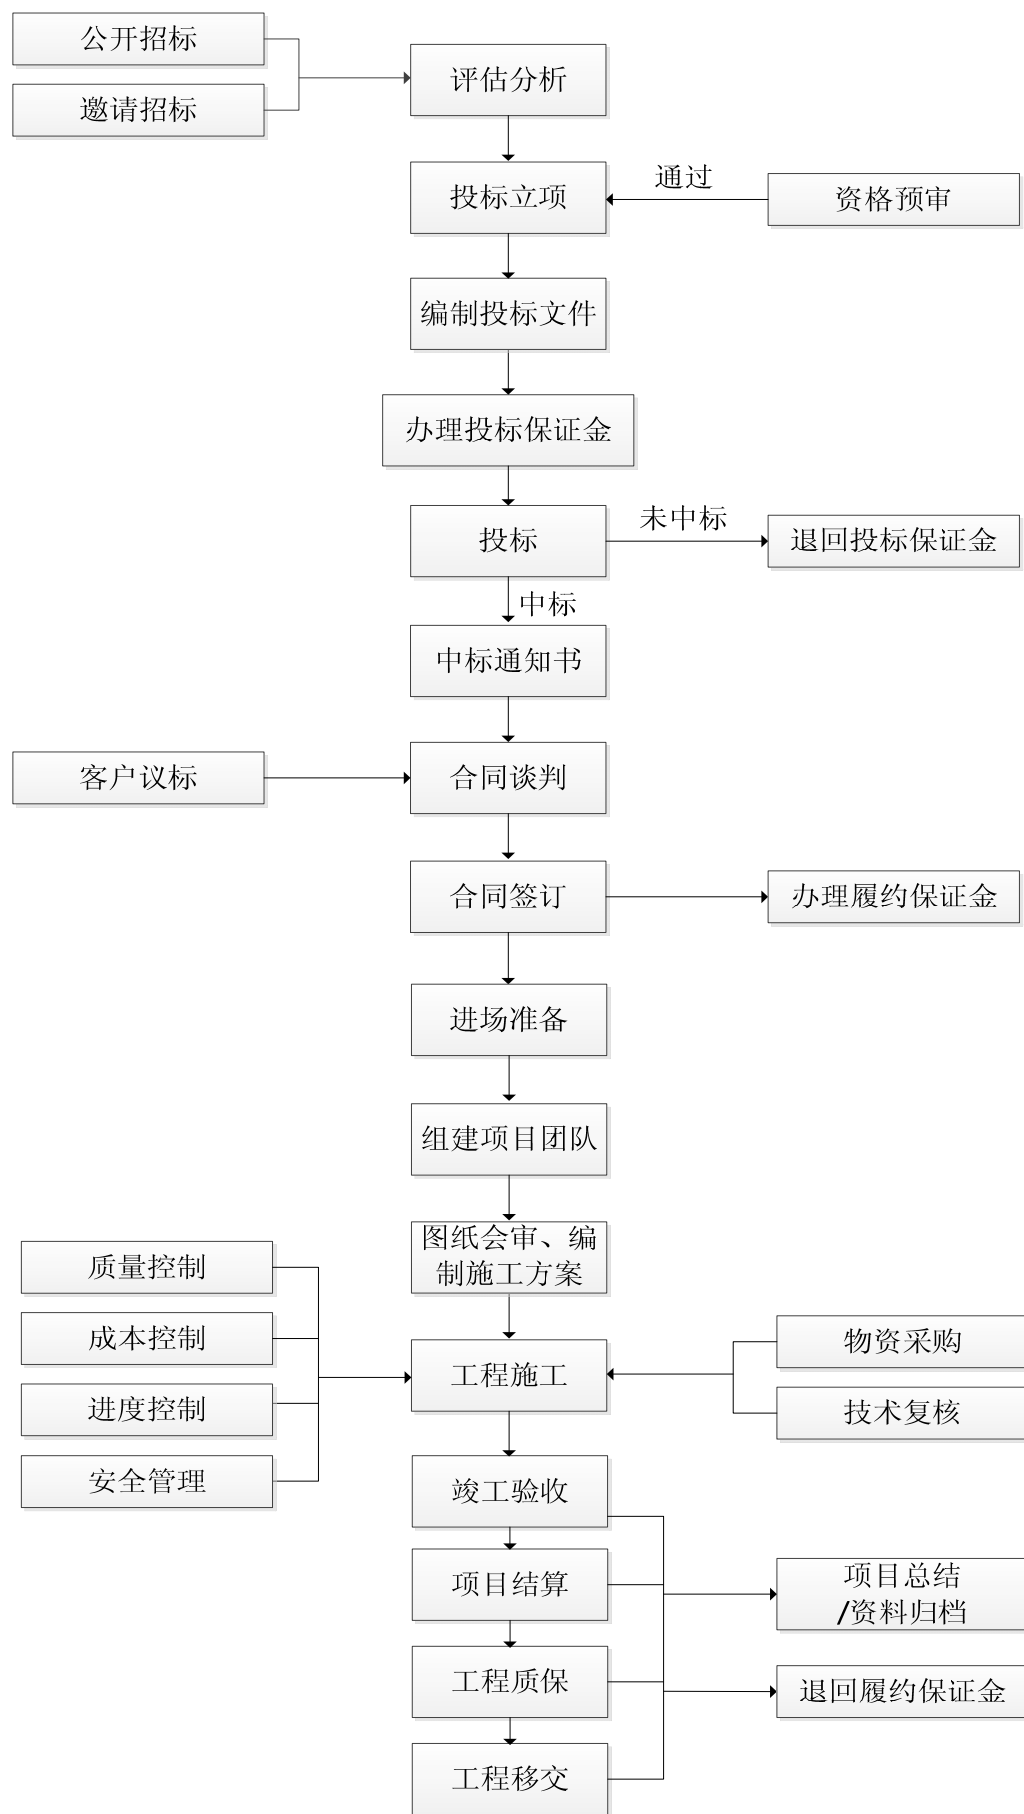 公开招标
邀请招标
评估分析
投标立项
通过
资格预审
编制投标文件
办理投标保证金
投标
未中标
退回投标保证金
中标
中标通知书
客户议标
合同谈判
合同签订
办理履约保证金
进场准备
组建项目团队
图纸会审、编
制施工方案
质量控制
成本控制
进度控制
安全管理
工程施工
物资采购
技术复核
竣工验收
项目结算
项目总结
/资料归档
工程质保
退回履约保证金
工程移交